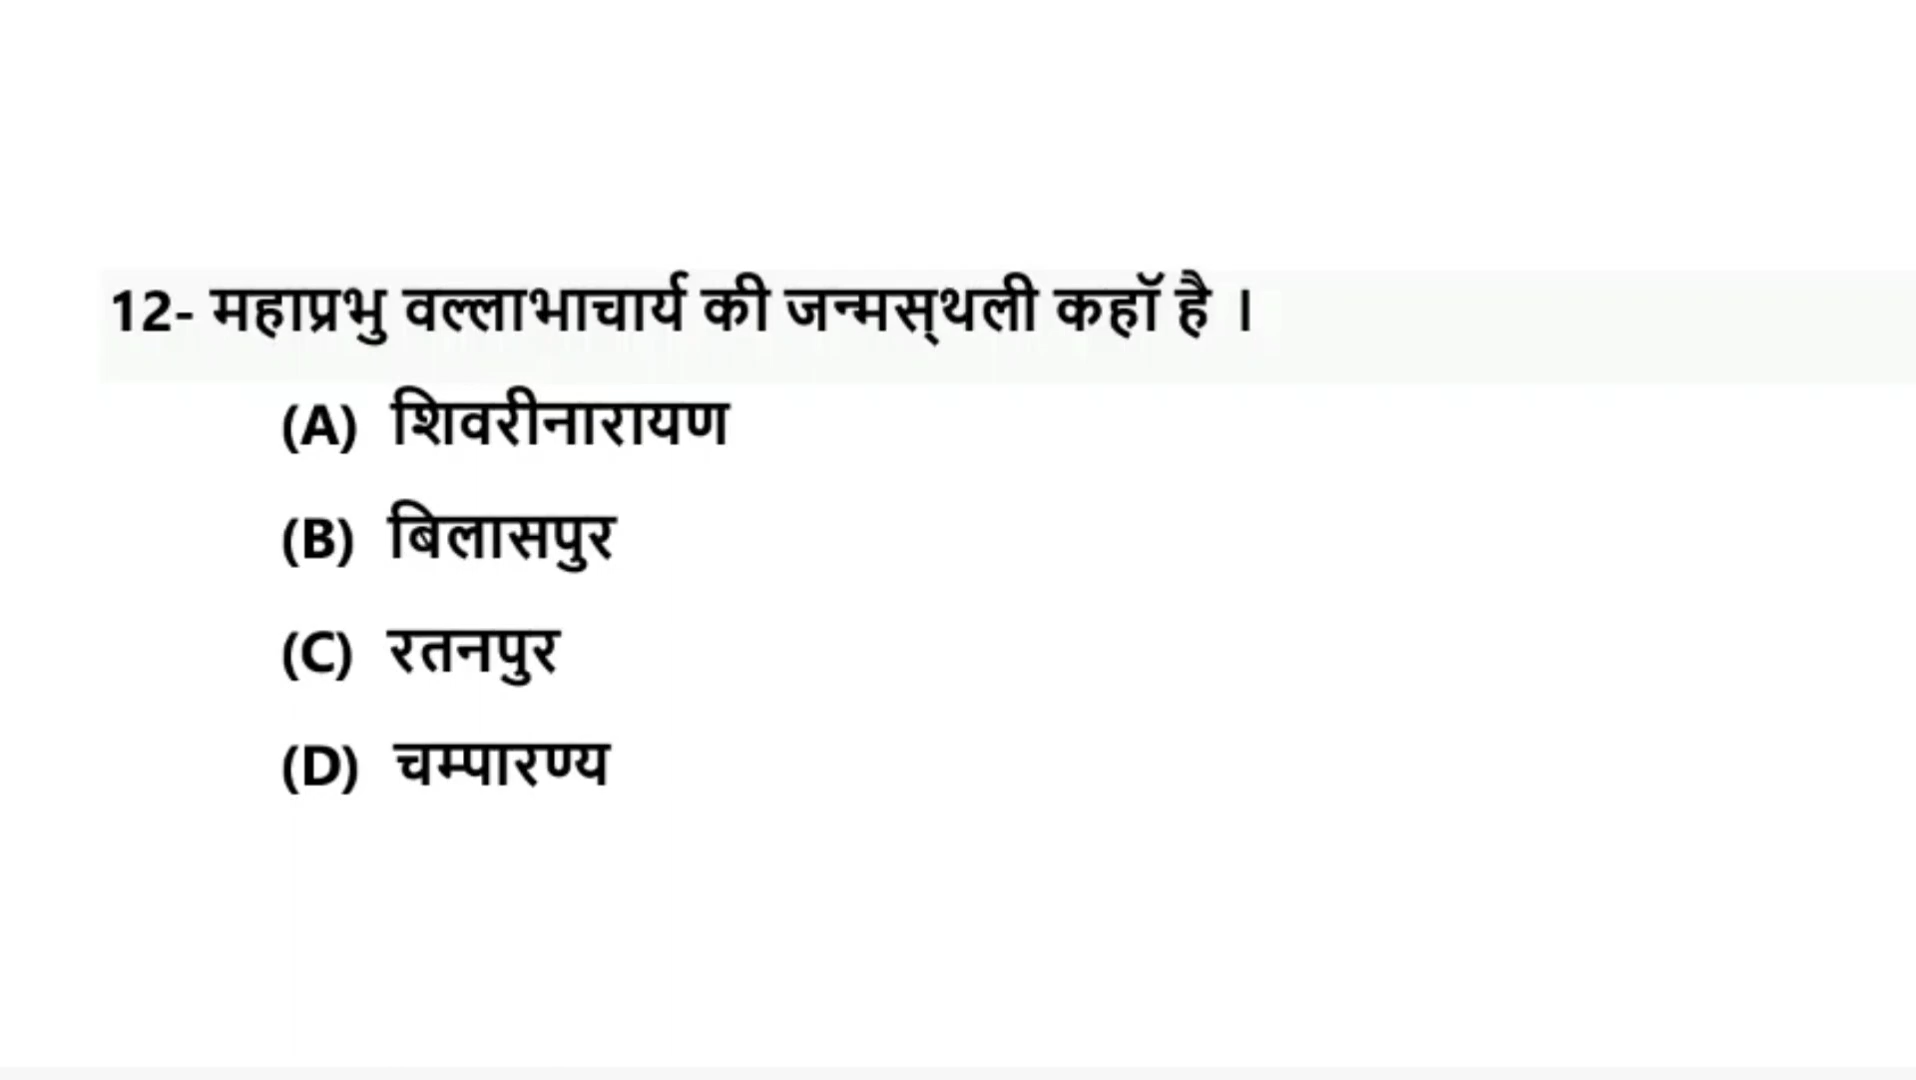 12- महाप्रभु वल्लाभाचार्य की जन्मस्‌थली कहॉ है ।
(A) शिवरीनारायण
(B) बिलासपुर
(C) रतनपुर
(D) चम्पारण्य